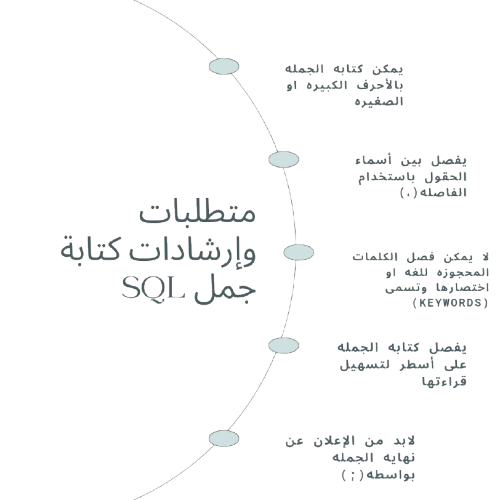 متطلبات
وإرشادات كتابة
جمل SQL
يمكن كتابه الجمله
بالأحرف الكبيره او
الصغيره
يفصل بين أسماء
الحقول باستخدام
الفاصله(،)
لا يمكن فصل الكلمات
المحجوزه للغه او
اختصارها وتسمى
(KEYWORDS)
يفصل كتابه الجمله
على أسطر لتسهيل
قراءتها
لابد من الإعلان عن
نهايه الجمله
بواسطه(;)